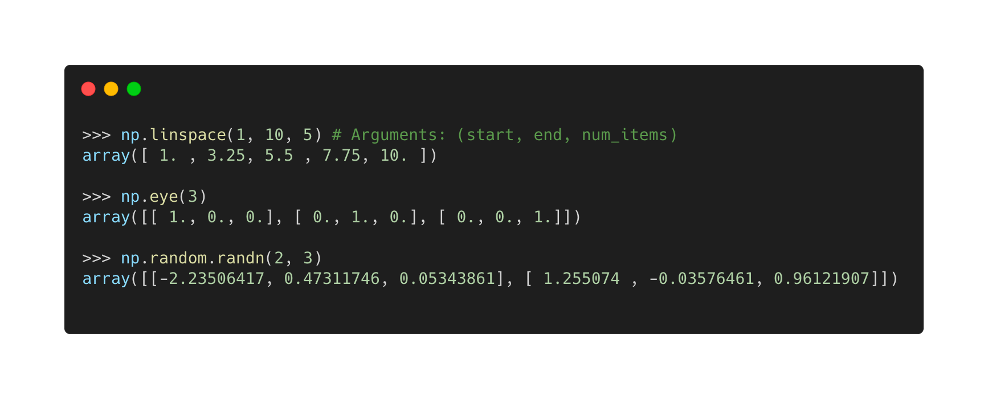 >>> np.linspace(1, 10, 5) # Arguments: (start, end, num_items)
array([ 1. , 3.25, 5.5 , 7.75, 10. ])
>>> np.eye(3)
array([[ 1., 0., 0.], [ 0., 1., 0.], [ 0., 0., 1.]])
>>> np.random.randn(2, 3)
array([[-2.23506417, 0.47311746, 0.05343861], [ 1.255074 , -0.03576461, 0.96121907]])